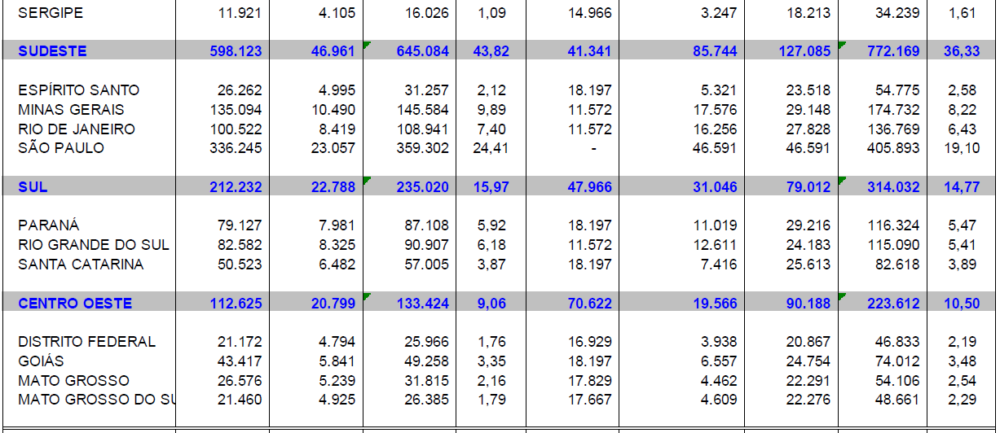 SERGIPE 11.921 4.105 16.026 1,09 14.966 3.247 18.213 34.239 1,61
SUDESTE 598.123 46.961 645.084 43,82 41.341 85.744 127.085 772.169 36,33
ESPÍRITO SANTO 26.262 4.995 31.257 2,12 18.197 5.321 23.518 54.775 2,58
MINAS GERAIS 135.094 10.490 145.584 9,89 11.572 17.576 29.148 174.732 8,22
RIO DE JANEIRO 100.522 8.419 108.941 7,40 11.572 16.256 27.828 136.769 6,43
SÃO PAULO 336.245 23.057 359.302 24,41 - 46.591 46.591 405.893 19,10
SUL 212.232 22.788 235.020 15,97 47.966 31.046 79.012 314.032 14,77
PARANÁ 79.127 7.981 87.108 5,92 18.197 11.019 29.216 116.324 5,47
RIO GRANDE DO SUL 82.582 8.325 90.907 6,18 11.572 12.611 24.183 115.090 5,41
SANTA CATARINA 50.523 6.482 57.005 3,87 18.197 7.416 25.613 82.618 3,89
CENTRO OESTE 112.625 20.799 133.424 9,06 70.622 19.566 90.188 223.612 10,50
DISTRITO FEDERAL 21.172 4.794 25.966 1,76 16.929 3.938 20.867 46.833 2,19
GOIÁS 43.417 5.841 49.258 3,35 18.197 6.557 24.754 74.012 3,48
MATO GROSSO 26.576 5.239 31.815 2,16 17.829 4.462 22.291 54.106 2,54
MATO GROSSO DO SU 21.460 4.925 26.385 1,79 17.667 4.609 22.276 48.661 2,29